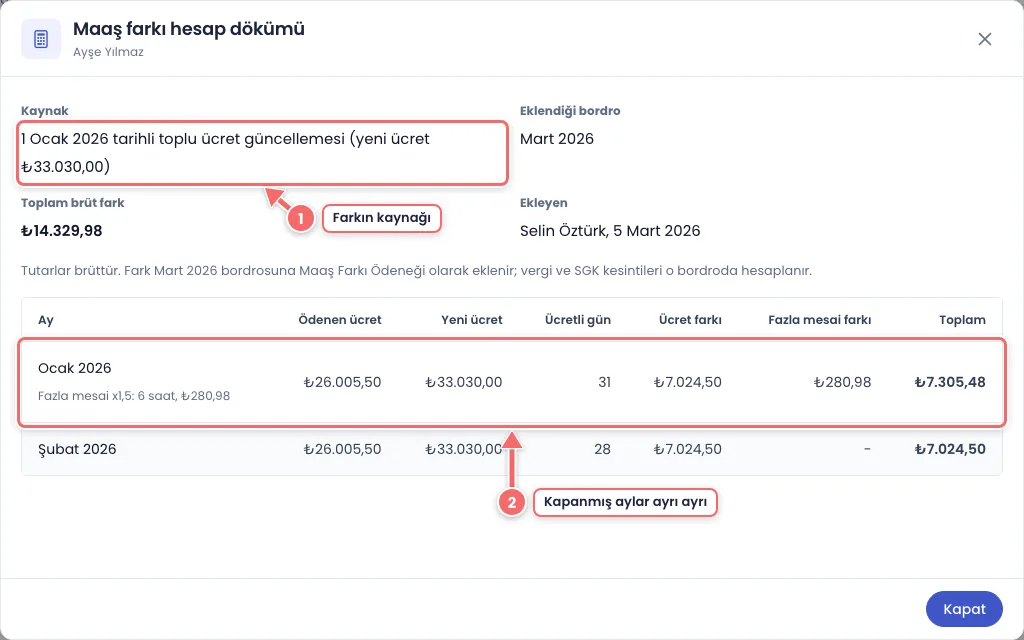 Maaş farkı hesap dökümü
Ayşe Yılmaz
Kaynak
Eklendiği bordro
1 Ocak 2026 tarihli toplu ücret güncellemesi (yeni ücret
₺33.030,00)
Mart 2026
Toplam brüt fark
Ekleyen
1
Farkın kaynağı
₺14.329,98
Selin Öztürk, 5 Mart 2026
Tutarlar brüttür. Fark Mart 2026 bordrosuna Maaş Farkı Ödeneği olarak eklenir; vergi ve SGK kesintileri o bordroda hesaplanır.
Ay Ödenen ücret Yeni ücret Ücretli gün Ücret farkı Fazla mesai farkı Toplam
Ocak 2026
Fazla mesai x1,5: 6 saat, ₺280,98
₺26.005,50 ₺33.030,00 31 ₺7.024,50 ₺280,98 ₺7.305,48
Şubat 2026 ₺26.005,50 ₺33.030,00 28 ₺7.024,50 - ₺7.024,50
2
Kapanmış aylar ayrı ayrı
Kapat